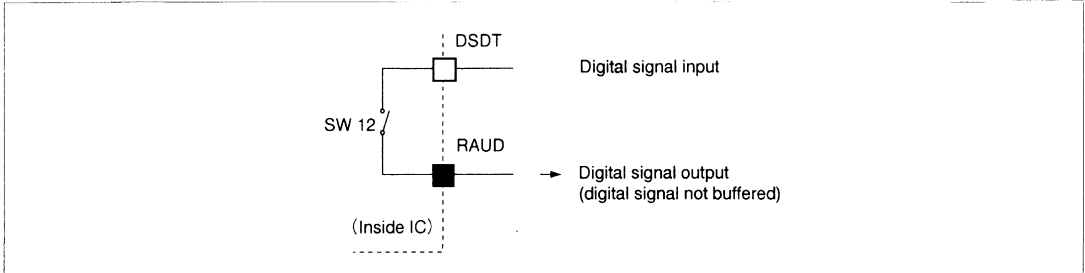 DSDT
Digital signal input
SW 12
RAUD
Digital signal output
(digital signal not buffered)
(Inside IC)